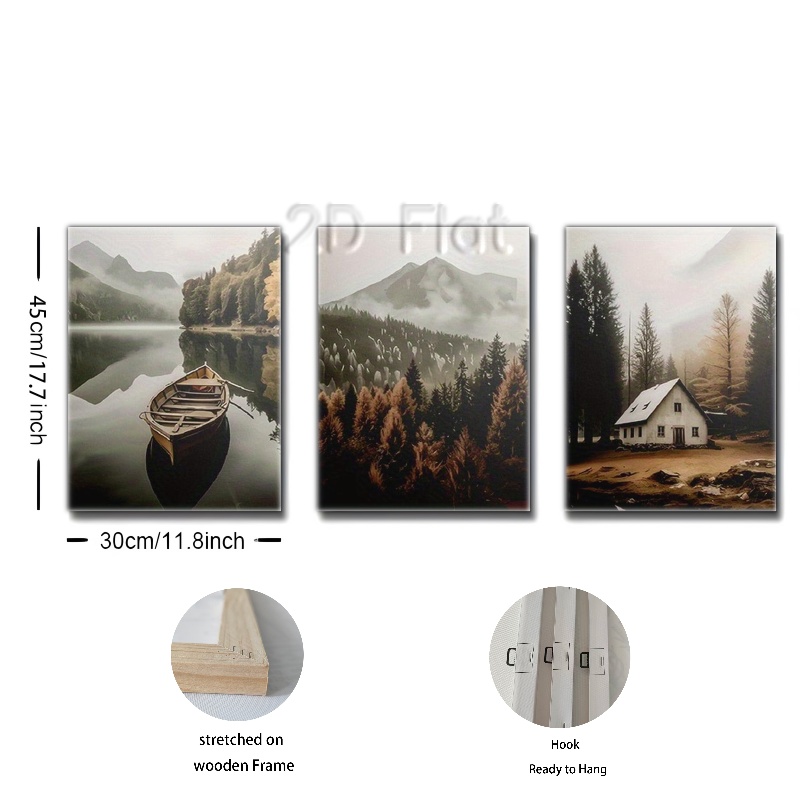 2D Flat
45cm/17.7inch
30cm/11.8inch
stretched on
wooden Frame
Hook
Ready to Hang